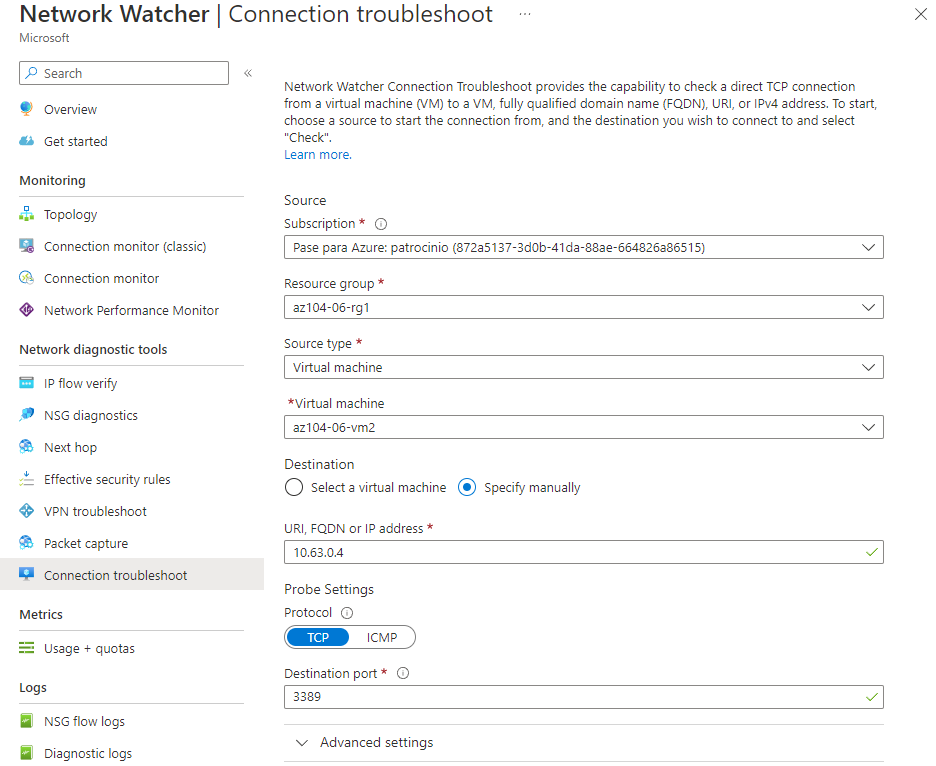 Network Watcher | Connection troubleshoot ...
Microsoft
Search
Overview
Get started
Monitoring
Topology
Connection monitor (classic)
Connection monitor
Network Performance Monitor
Network diagnostic tools
IP flow verify
NSG diagnostics
Next hop
Effective security rules
VPN troubleshoot
Packet capture
Connection troubleshoot
Metrics
Usage + quotas
Logs
NSG flow logs
Diagnostic logs
Network Watcher Connection Troubleshoot provides the capability to check a direct TCP connection
from a virtual machine (VM) to a VM, fully qualified domain name (FQDN), URI, or IPv4 address. To start,
choose a source to start the connection from, and the destination you wish to connect to and select
"Check".
Learn more.
Source
Subscription *
Pase para Azure: patrocinio (872a5137-3d0b-41da-88ae-664826a86515)
Resource group *
az104-06-rg1
Source type *
Virtual machine
*Virtual machine
az104-06-vm2
Destination
Select a virtual machine Specify manually
URI, FQDN or IP address *
10.63.0.4
Probe Settings
Protocol
TCP ICMP
Destination port *
3389
Advanced settings